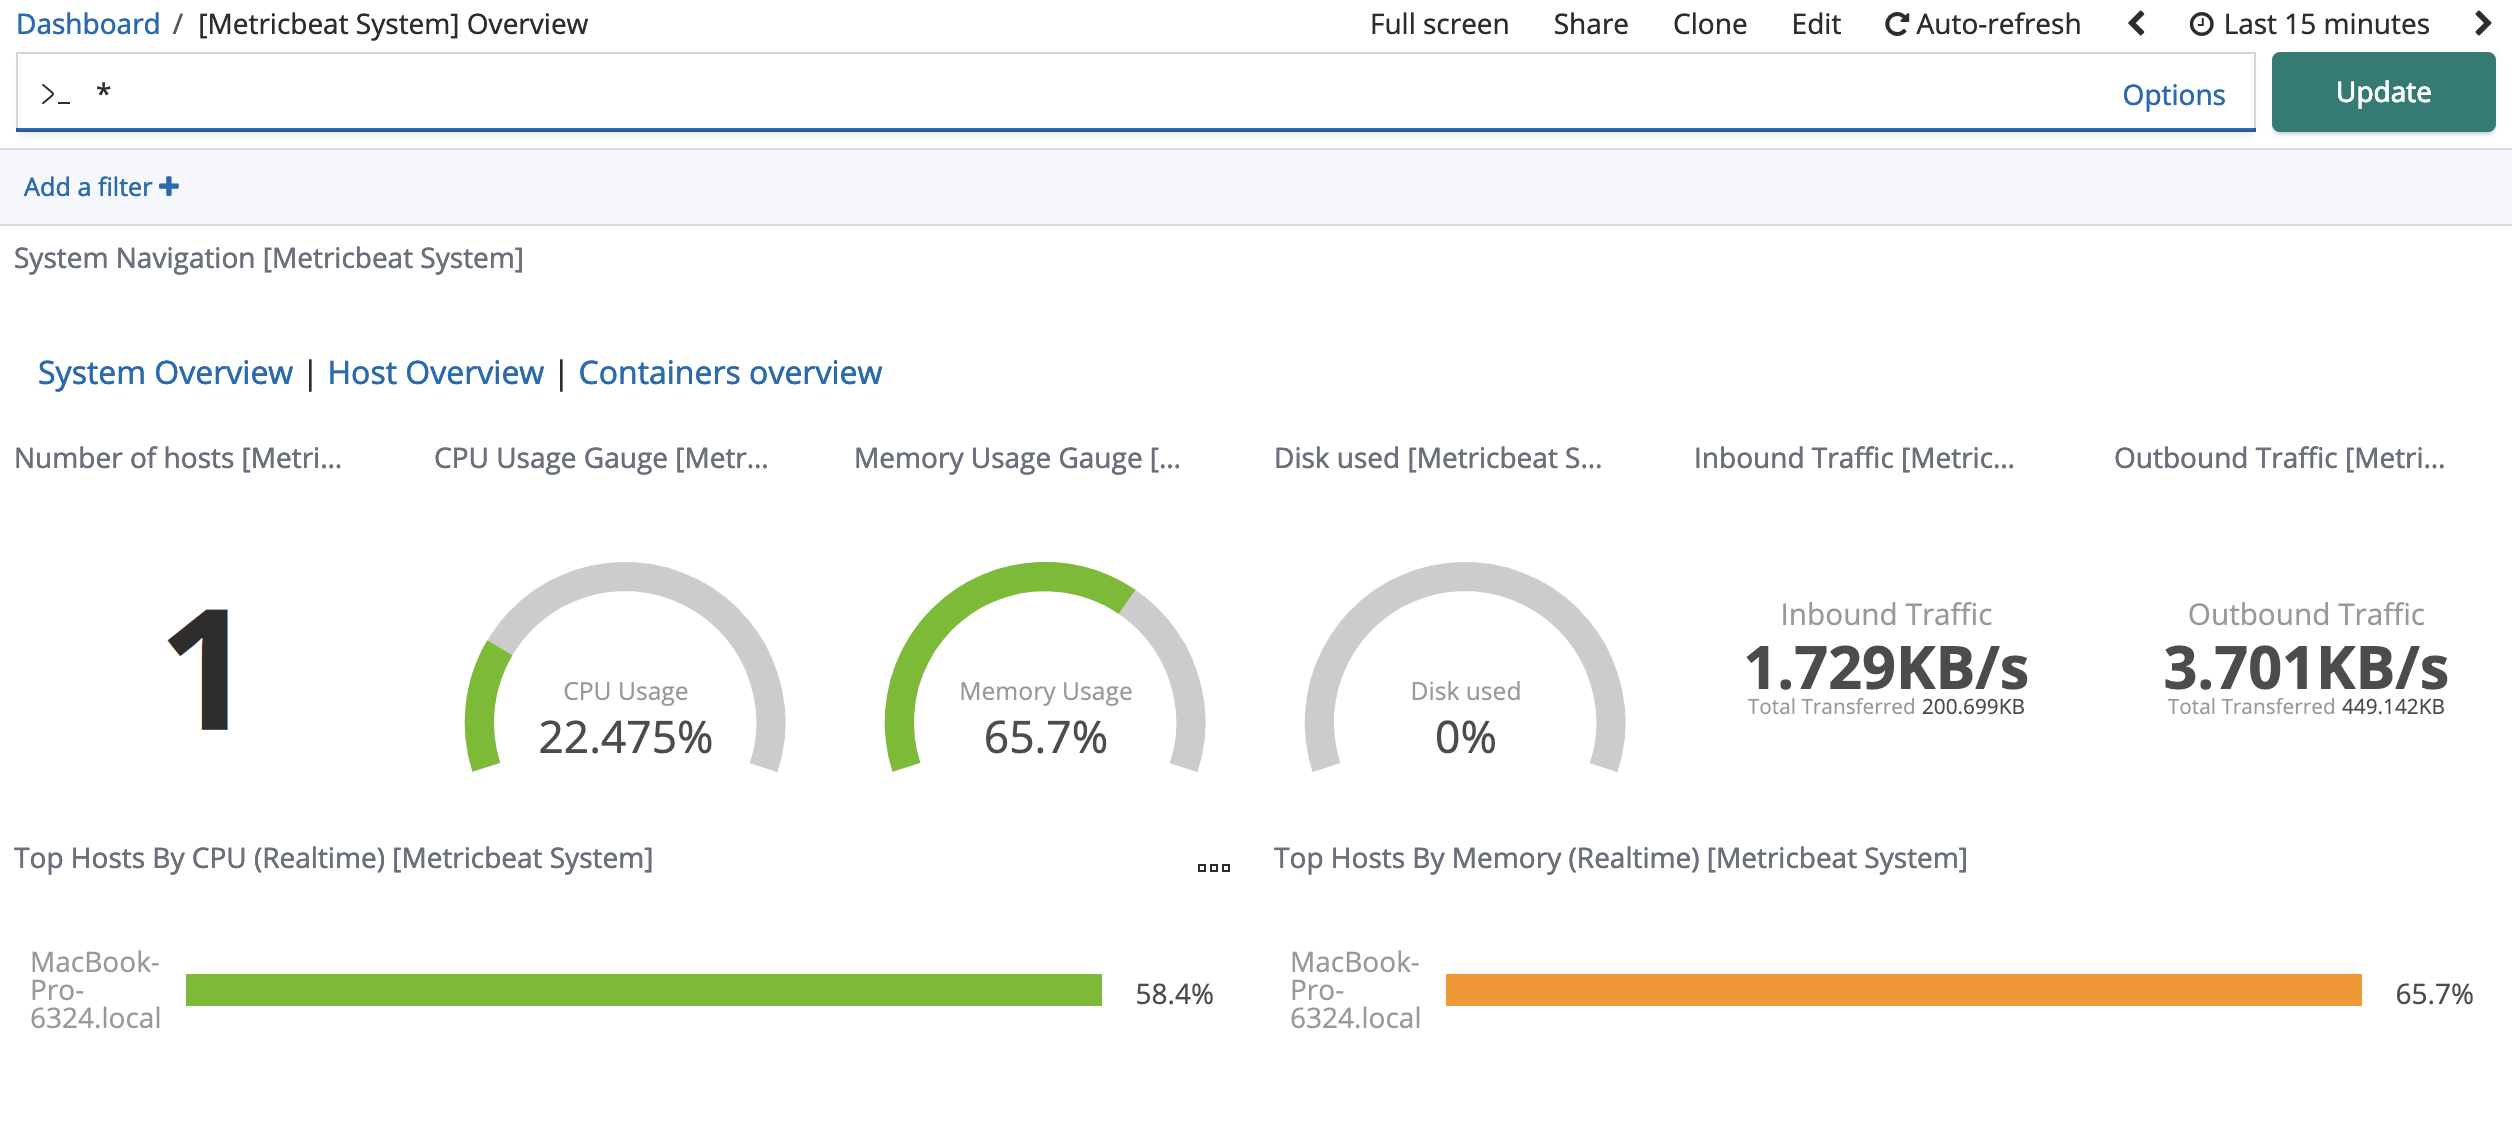 Dashboard / [Metricbeat System] Overview
Full screen Share Clone Edit Auto-refresh Last 15 minutes
>_ * Options Update
Add a filter +
System Navigation [Metricbeat System]
System Overview | Host Overview | Containers overview
Number of hosts [Metri...
1
CPU Usage Gauge [Metr...
CPU Usage
22.475%
Memory Usage Gauge [...
Memory Usage
65.7%
Disk used [Metricbeat S...
Disk used
0%
Inbound Traffic [Metric...
Inbound Traffic
1.729KB/s
Total Transferred 200.699KB
Outbound Traffic [Metri...
Outbound Traffic
3.701KB/s
Total Transferred 449.142KB
Top Hosts By CPU (Realtime) [Metricbeat System]
MacBook-
Pro-
6324.local
58.4%
Top Hosts By Memory (Realtime) [Metricbeat System]
MacBook-
Pro-
6324.local
65.7%